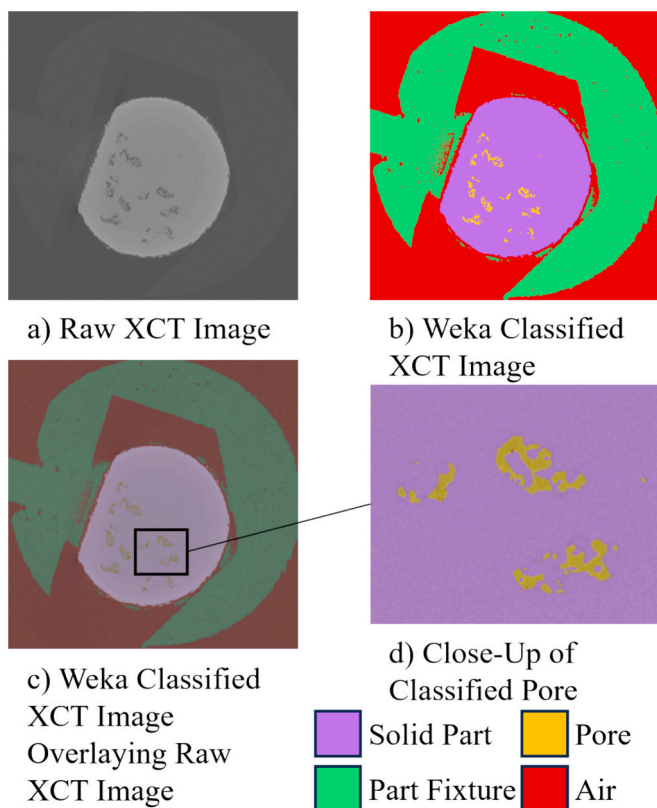 a) Raw XCT Image
b) Weka Classified
XCT Image
c) Weka Classified
XCT Image
Overlaying Raw
XCT Image
d) Close-Up of
Classified Pore
Solid Part
Pore
Part Fixture
Air